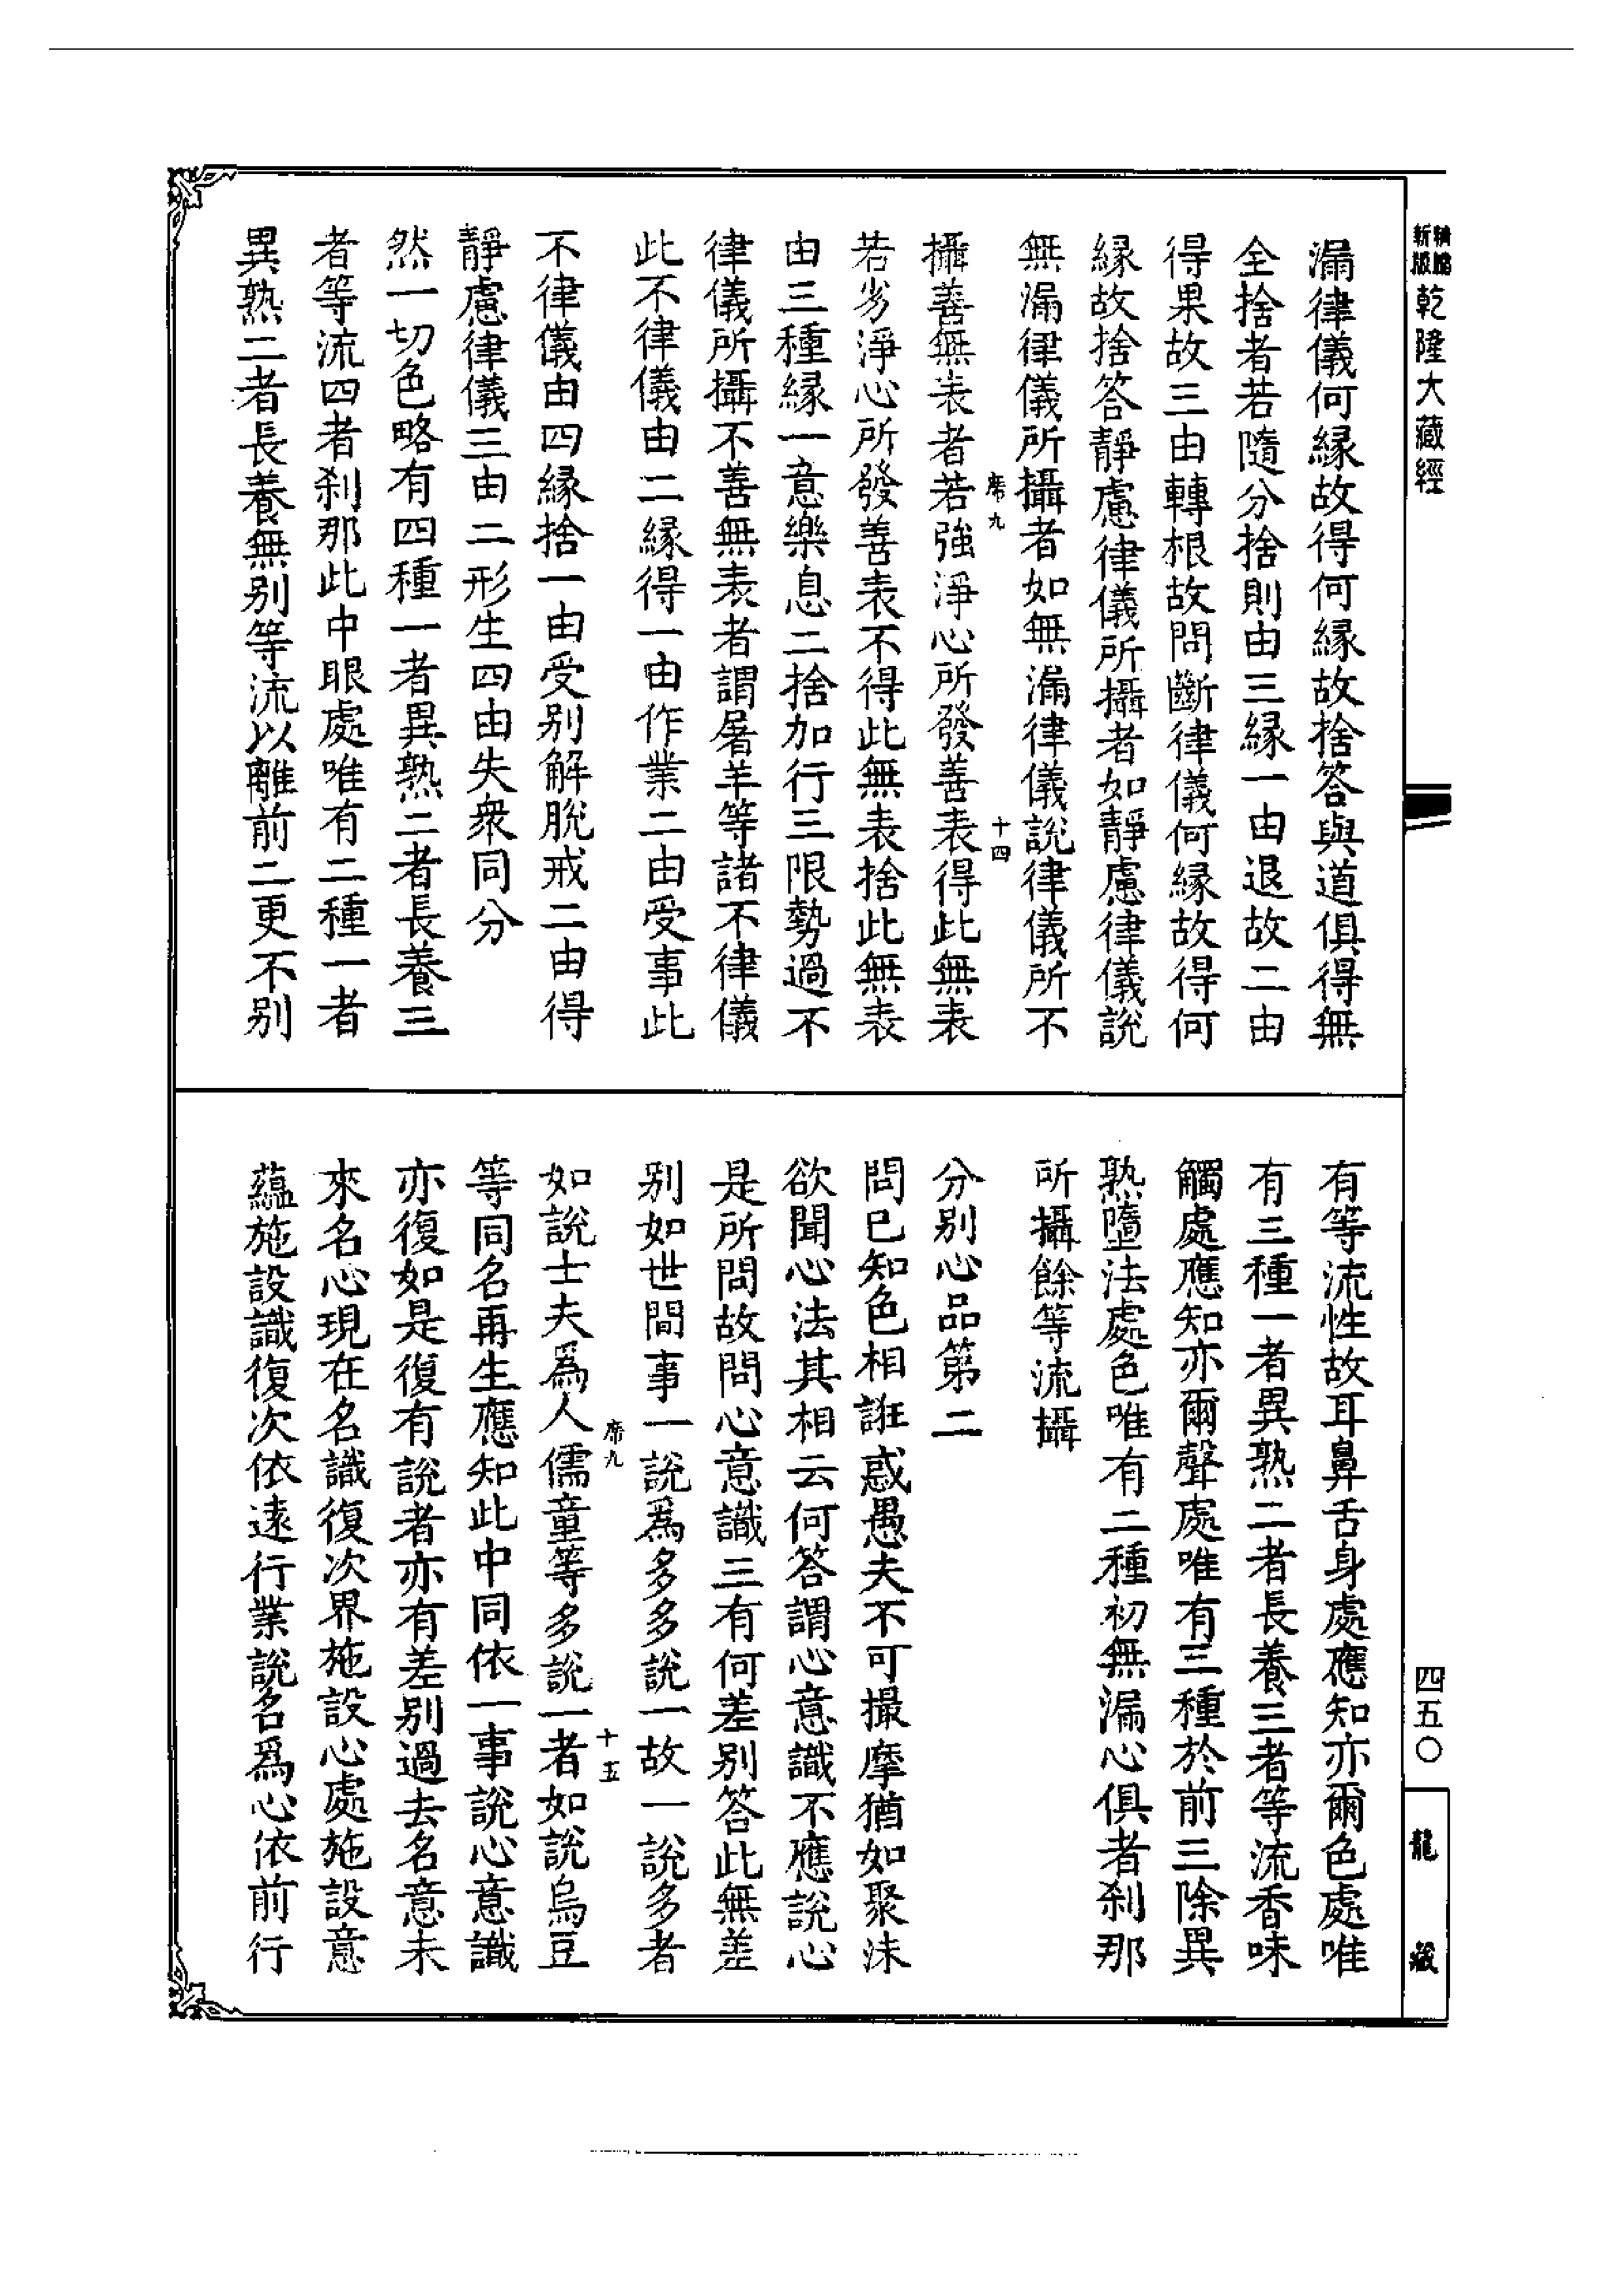 新版
乾隆大藏經
漏律儀何緣故得何緣故捨答與道俱得無
全捨者若隨分捨則由三緣一由退故二由
得果故三由轉根故問斷律儀何緣故得何
緣故捨答靜慮律儀所攝者如靜慮律儀說
無漏律儀所攝者如無漏律儀說律儀所不
席九
十四
攝善無表者若強淨心所發善表得此無表
若劣淨心所發善表不得此無表捨此無表
由三種緣一意樂息二捨加行三限勢過不
律儀所攝不善無表者謂屠羊等諸不律儀
此不律儀由二緣得一由作業二由受事此
不律儀由四緣捨一由受別解脫戒二由得
靜慮律儀三由二形生四由失衆同分
然一切色略有四種一者異熟二者長養三
者等流四者刹那此中眼處唯有二種一者
異熟二者長養無別等流以離前二更不別
有等流性故耳鼻舌身處應知亦爾色處唯
有三種一者異熟二者長養三者等流香味
觸處應知亦爾聲處唯有三種於前三除異
熟墮法處色唯有二種初無漏心俱者刹那
所攝餘等流攝
分別心品第二
問已知色相誑惑愚夫不可撮摩猶如聚沫
欲聞心法其相云何答謂心意識不應說心
是所問故問心意識三有何差別答此無差
別如世間事一說爲多多說一故一說多者
席九
十五
如說士夫爲人儒童等多說一者如說烏豆
等同名再生應知此中同依一事說心意識
亦復如是復有說者亦有差別過去名意未
來名心現在名識復次界施設心處施設意
蘊施設識復次依遠行業說名爲心依前行
四五〇
龍藏